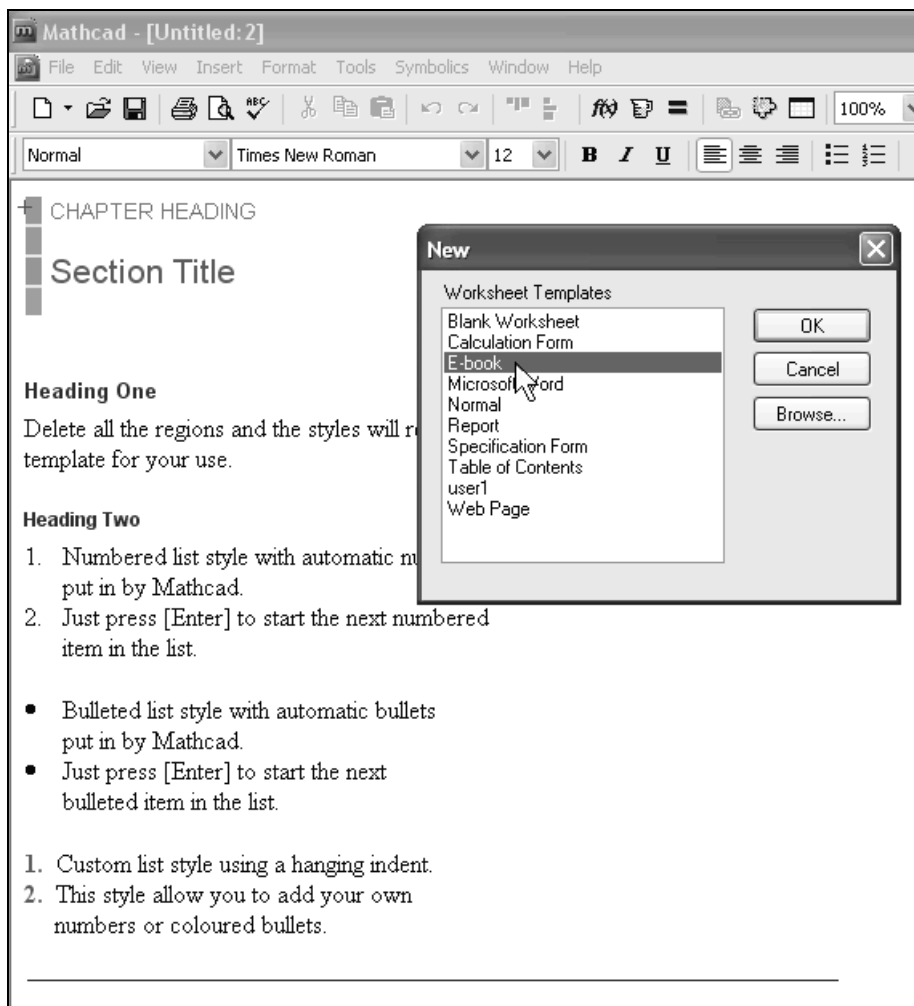 Mathcad - [Untitled:2]
File Edit View Insert Format Tools Symbolics Window Help
ABC f(x) 100%
Normal Times New Roman 12 B I U
CHAPTER HEADING
Section Title
Heading One
Delete all the regions and the styles will
template for your use.
Heading Two
1. Numbered list style with automatic
put in by Mathcad.
2. Just press [Enter] to start the next numbered
item in the list.
• Bulleted list style with automatic bullets
put in by Mathcad.
• Just press [Enter] to start the next
bulleted item in the list.
1. Custom list style using a hanging indent.
2. This style allow you to add your own
numbers or coloured bullets.
New
Worksheet Templates
Blank Worksheet
Calculation Form
E-book
Microsoft Word
Normal
Report
Specification Form
Table of Contents
user1
Web Page
OK
Cancel
Browse...